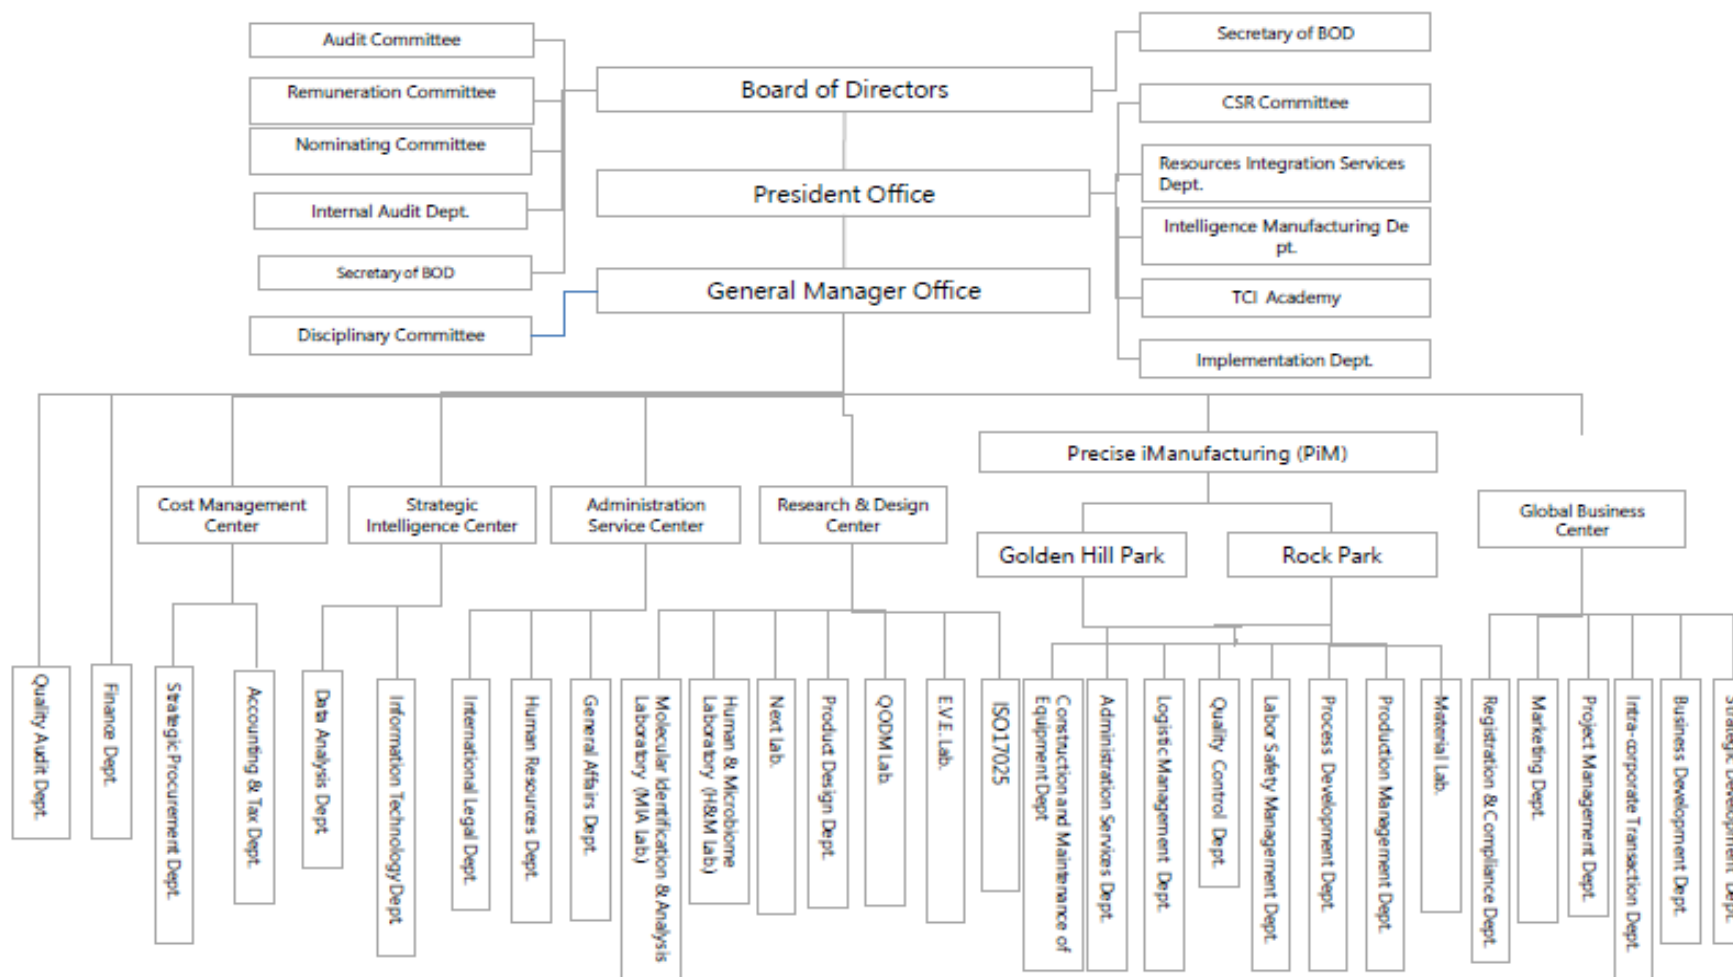 Audit Committee
Secretary of BOD
Board of Directors
Remuneration Committee
CSR Committee
Nominating Committee
Resources Integration Services
Dept.
President Office
Internal Audit Dept.
Intelligence Manufacturing De
pt.
Secretary of BOD
General Manager Office
TCI Academy
Disciplinary Committee
Implementation Dept.
Precise iManufacturing (PiM)
Cost Management
Center
Strategic
Intelligence Center
Administration
Service Center
Research & Design
Center
Global Business
Center
Golden Hill Park
Rock Park
Quality Audit Dept.
Finance Dept.
Strategic Procurement Dept.
Accounting & Tax Dept.
Data Analysis Dept
Information Technology Dept.
International Legal Dept.
Human Resources Dept.
General Affairs Dept.
Molecular Identification & Analysis
Laboratory (MIA Lab.)
Human & Microbiome
Laboratory (H&M Lab.)
Next Lab.
Product Design Dept.
QODM Lab.
E.V.E. Lab.
ISO17025
Construction and Maintenance of
Equipment Dept
Administration Services Dept.
Logistic Management Dept.
Quality Control Dept.
Labor Safety Management Dept.
Process Development Dept.
Production Management Dept.
Material Lab.
Registration & Compliance Dept.
Marketing Dept.
Project Management Dept.
Intra-corporate Transaction Dept.
Business Development Dept.
Strategic Development Dept.